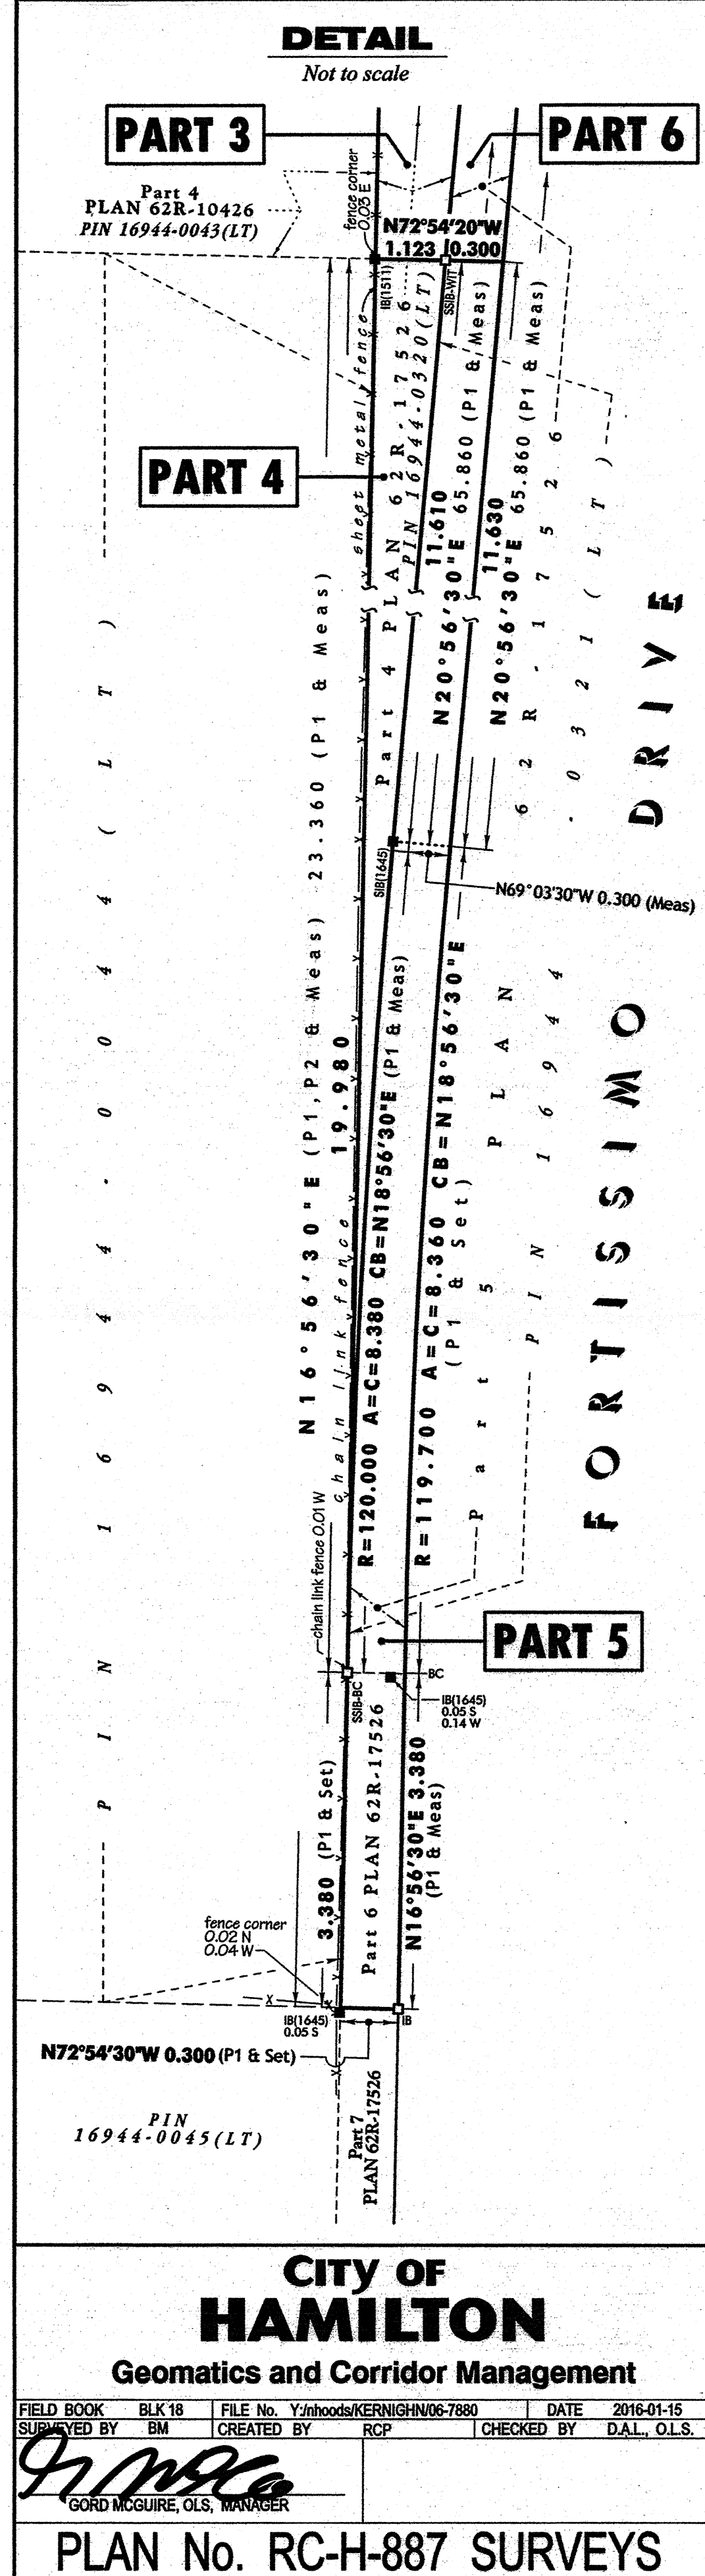 DETAIL
Not to scale
PART 3
PART 6
Part 4
PLAN 62R-10426
PIN 16944-0043(LT)
fence corner
0.03 E
N72°54'20"W
1.123
0.300
IB(1511)
SSIB-WIT
sheet metal fence
PART 4
Part 4 PLAN 62R-17526
PIN 16944-0320(LT)
11.610
N20°56'30"E 65.860 (P1 & Meas)
11.630
N20°56'30"E 65.860 (P1 & Meas)
SIB(1645)
N69°03'30"W 0.300 (Meas)
N16°56'30"E (P1,P2 & Meas) 23.360 (P1 & Meas)
19.980
chain link fence
R=120.000 A=C=8.380 CB=N18°56'30"E (P1 & Meas)
R=119.700 A=C=8.360 CB=N18°56'30"E
(P1 & Set)
Part 5 PLAN 62R-17526
PIN 16944-0321(LT)
FORTISSIMO DRIVE
PIN 16944-0044(LT)
chain link fence 0.01 W
PART 5
SSIB-BC
BC
IB(1645)
0.05 S
0.14 W
3.380 (P1 & Set)
Part 6 PLAN 62R-17526
N16°56'30"E 3.380
(P1 & Meas)
fence corner
0.02 N
0.04 W
IB(1645)
0.05 S
IB
N72°54'30"W 0.300 (P1 & Set)
PIN
16944-0045(LT)
Part 7
PLAN 62R-17526
CITY OF
HAMILTON
Geomatics and Corridor Management
FIELD BOOK BLK 18 FILE No. Y:/nhoods/KERNIGHN/06-7880 DATE 2016-01-15
SURVEYED BY BM CREATED BY RCP CHECKED BY D.A.L., O.L.S.
GORD MCGUIRE, OLS, MANAGER
PLAN No. RC-H-887 SURVEYS